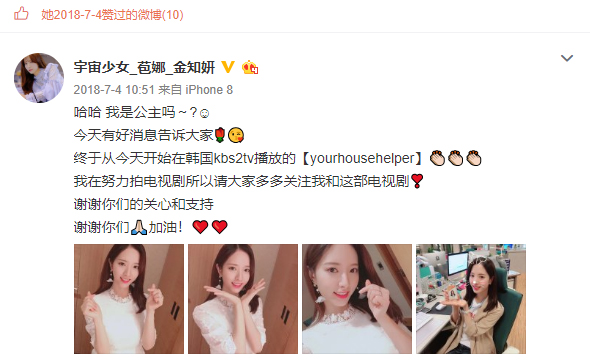 她2018-7-4赞过的微博(10)
宇宙少女_苞娜_金知妍
2018-7-4 10:51 来自 iPhone 8
哈哈 我是公主吗～?☺
今天有好消息告诉大家🌹😘
终于从今天开始在韩国kbs2tv播放的【yourhousehelper】👏👏👏
我在努力拍电视剧所以请大家多多关注我和这部电视剧❣
谢谢你们的关心和支持
谢谢你们🙏加油！❤❤